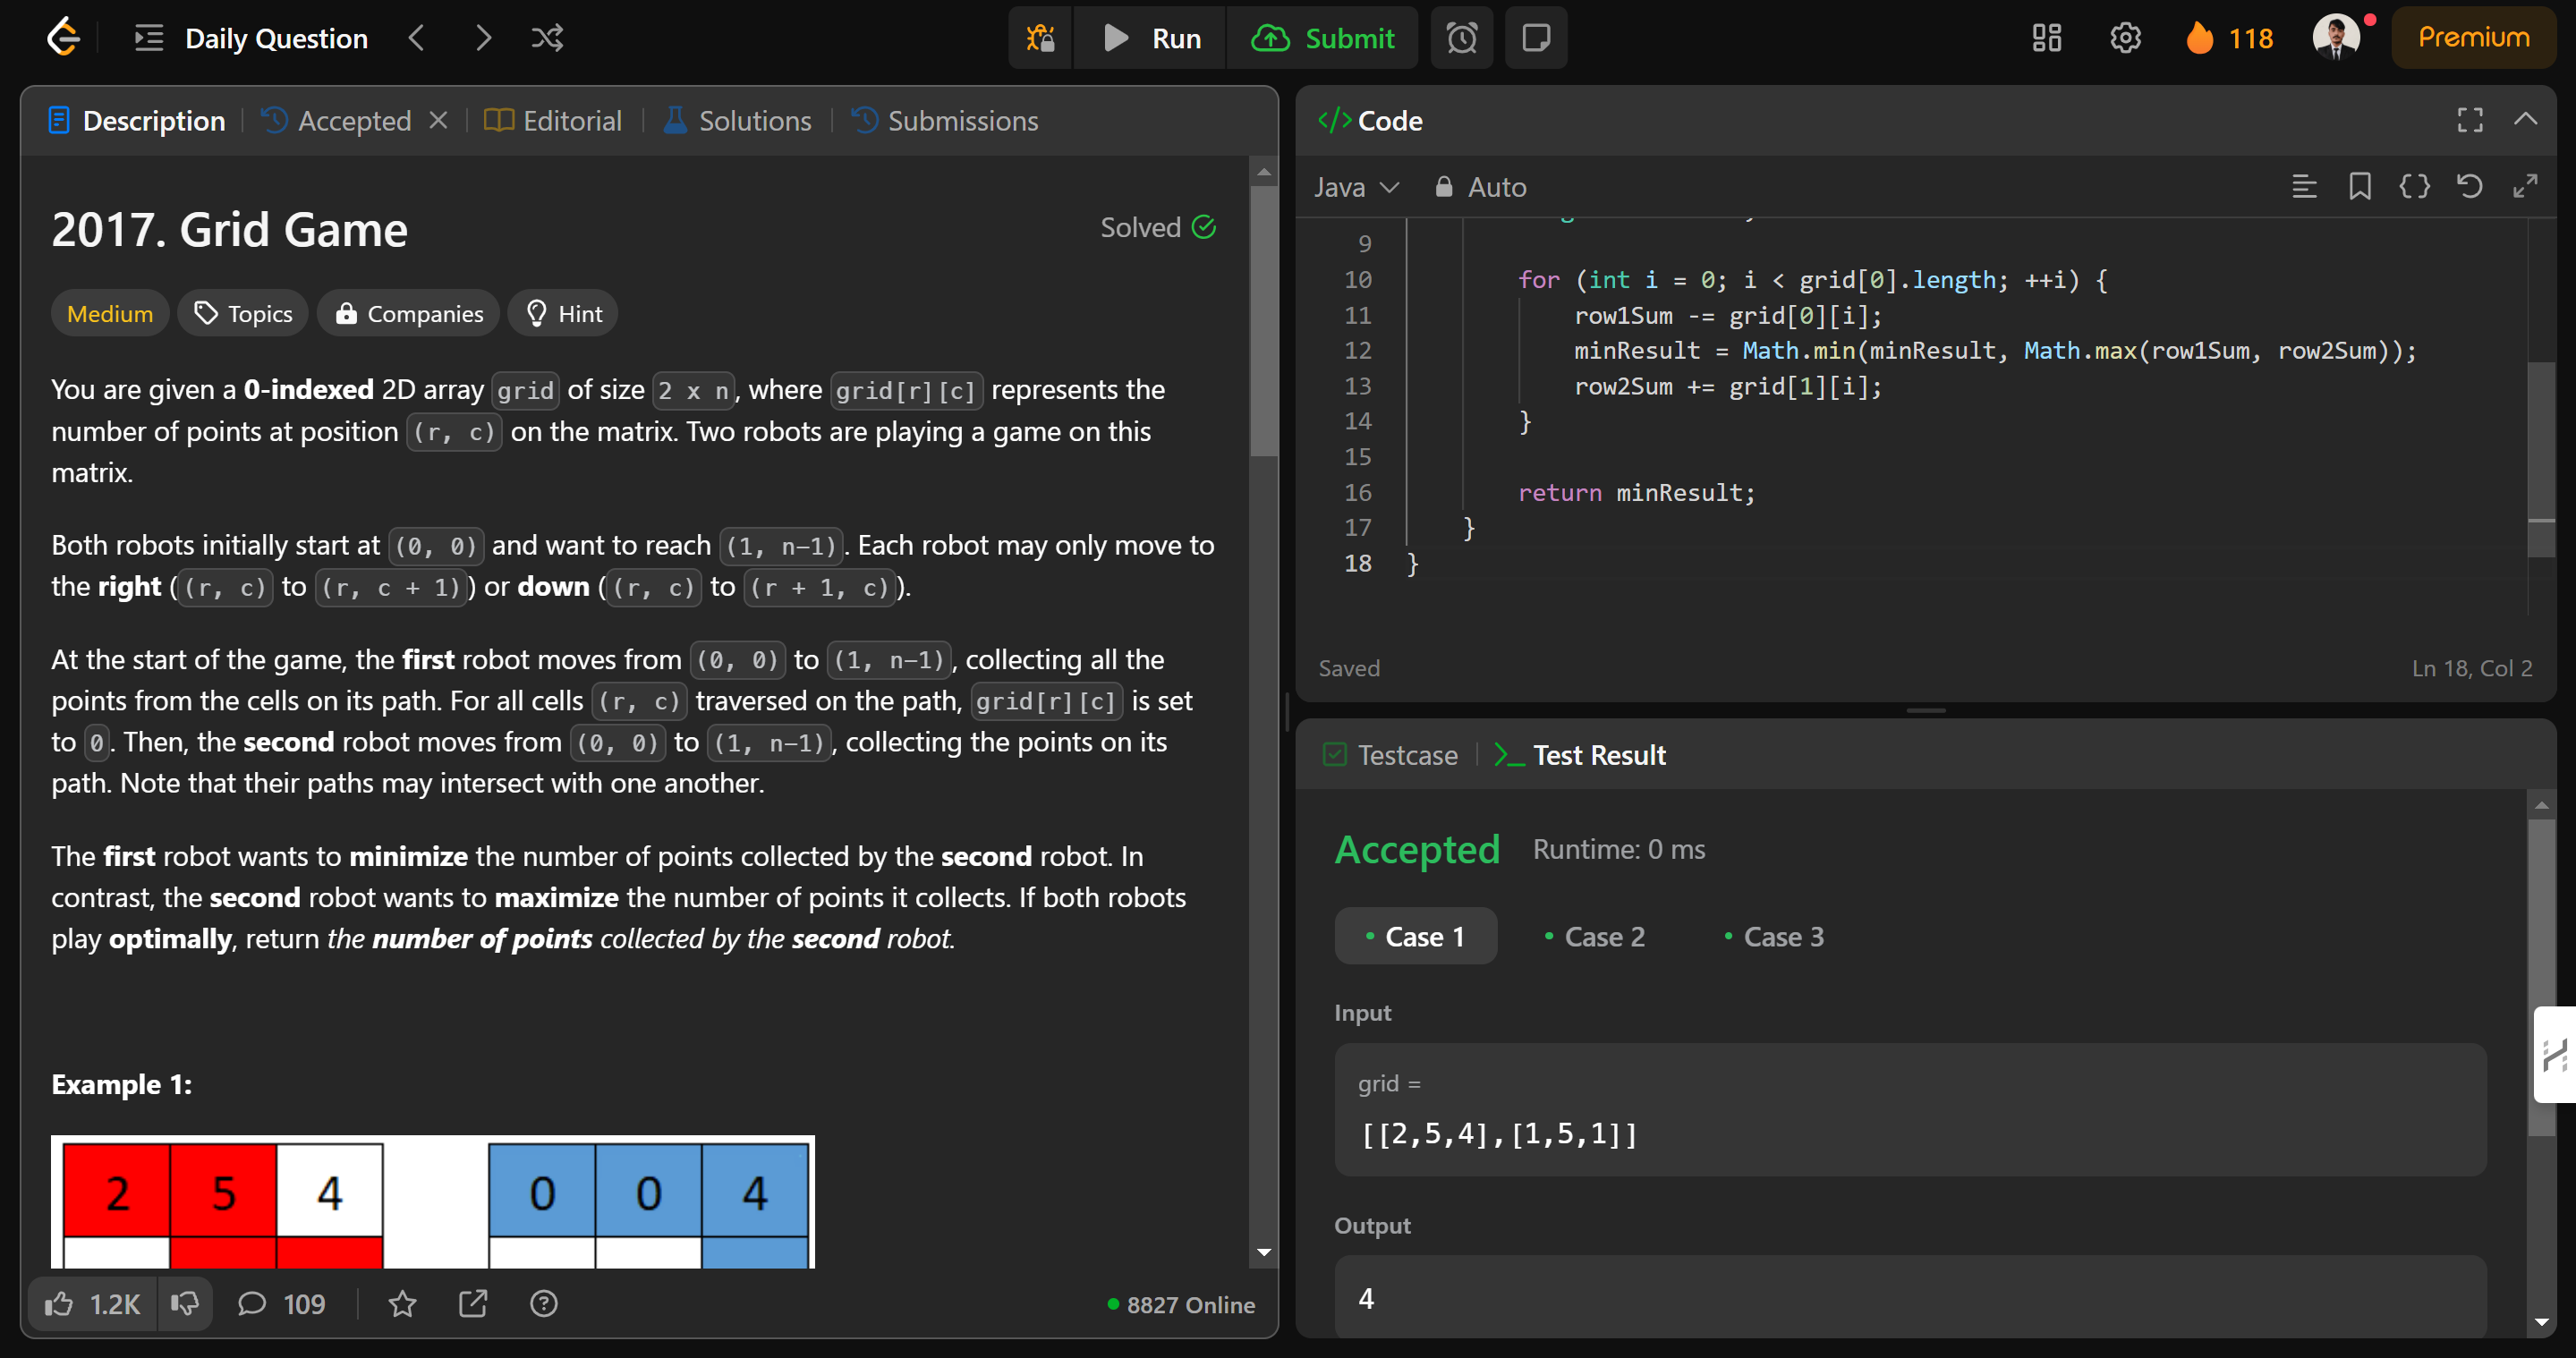 Daily Question
Run
Submit
118
Premium
Description
Accepted
Editorial
Solutions
Submissions
2017. Grid Game
Solved
Medium
Topics
Companies
Hint
You are given a 0-indexed 2D array grid of size 2 x n, where grid[r][c] represents the
number of points at position (r, c) on the matrix. Two robots are playing a game on this
matrix.
Both robots initially start at (0, 0) and want to reach (1, n-1). Each robot may only move to
the right ((r, c) to (r, c + 1)) or down ((r, c) to (r + 1, c)).
At the start of the game, the first robot moves from (0, 0) to (1, n-1), collecting all the
points from the cells on its path. For all cells (r, c) traversed on the path, grid[r][c] is set
to 0. Then, the second robot moves from (0, 0) to (1, n-1), collecting the points on its
path. Note that their paths may intersect with one another.
The first robot wants to minimize the number of points collected by the second robot. In
contrast, the second robot wants to maximize the number of points it collects. If both robots
play optimally, return the number of points collected by the second robot.
Example 1:
2 5 4 0 0 4
1.2K
109
8827 Online
Code
Java
Auto
9
10 for (int i = 0; i < grid[0].length; ++i) {
11 row1Sum -= grid[0][i];
12 minResult = Math.min(minResult, Math.max(row1Sum, row2Sum));
13 row2Sum += grid[1][i];
14 }
15
16 return minResult;
17 }
18 }
Saved
Ln 18, Col 2
Testcase
Test Result
Accepted
Runtime: 0 ms
Case 1
Case 2
Case 3
Input
grid =
[[2,5,4],[1,5,1]]
Output
4